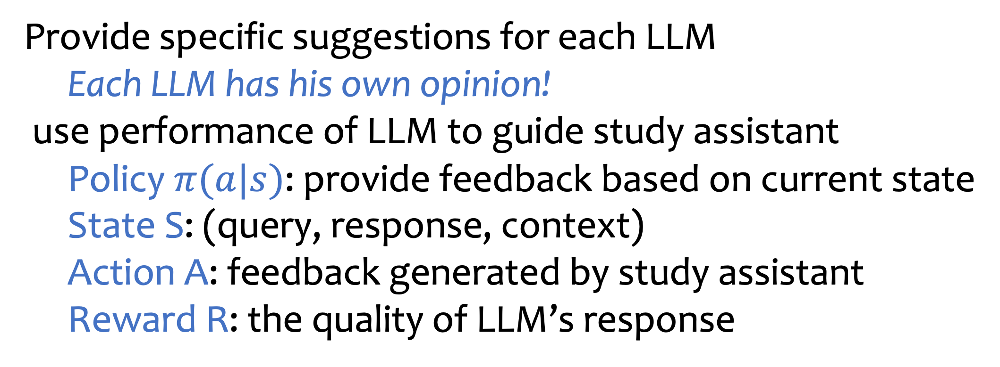 Provide specific suggestions for each LLM
Each LLM has his own opinion!
use performance of LLM to guide study assistant
Policy π(a|s): provide feedback based on current state
State S: (query, response, context)
Action A: feedback generated by study assistant
Reward R: the quality of LLM’s response